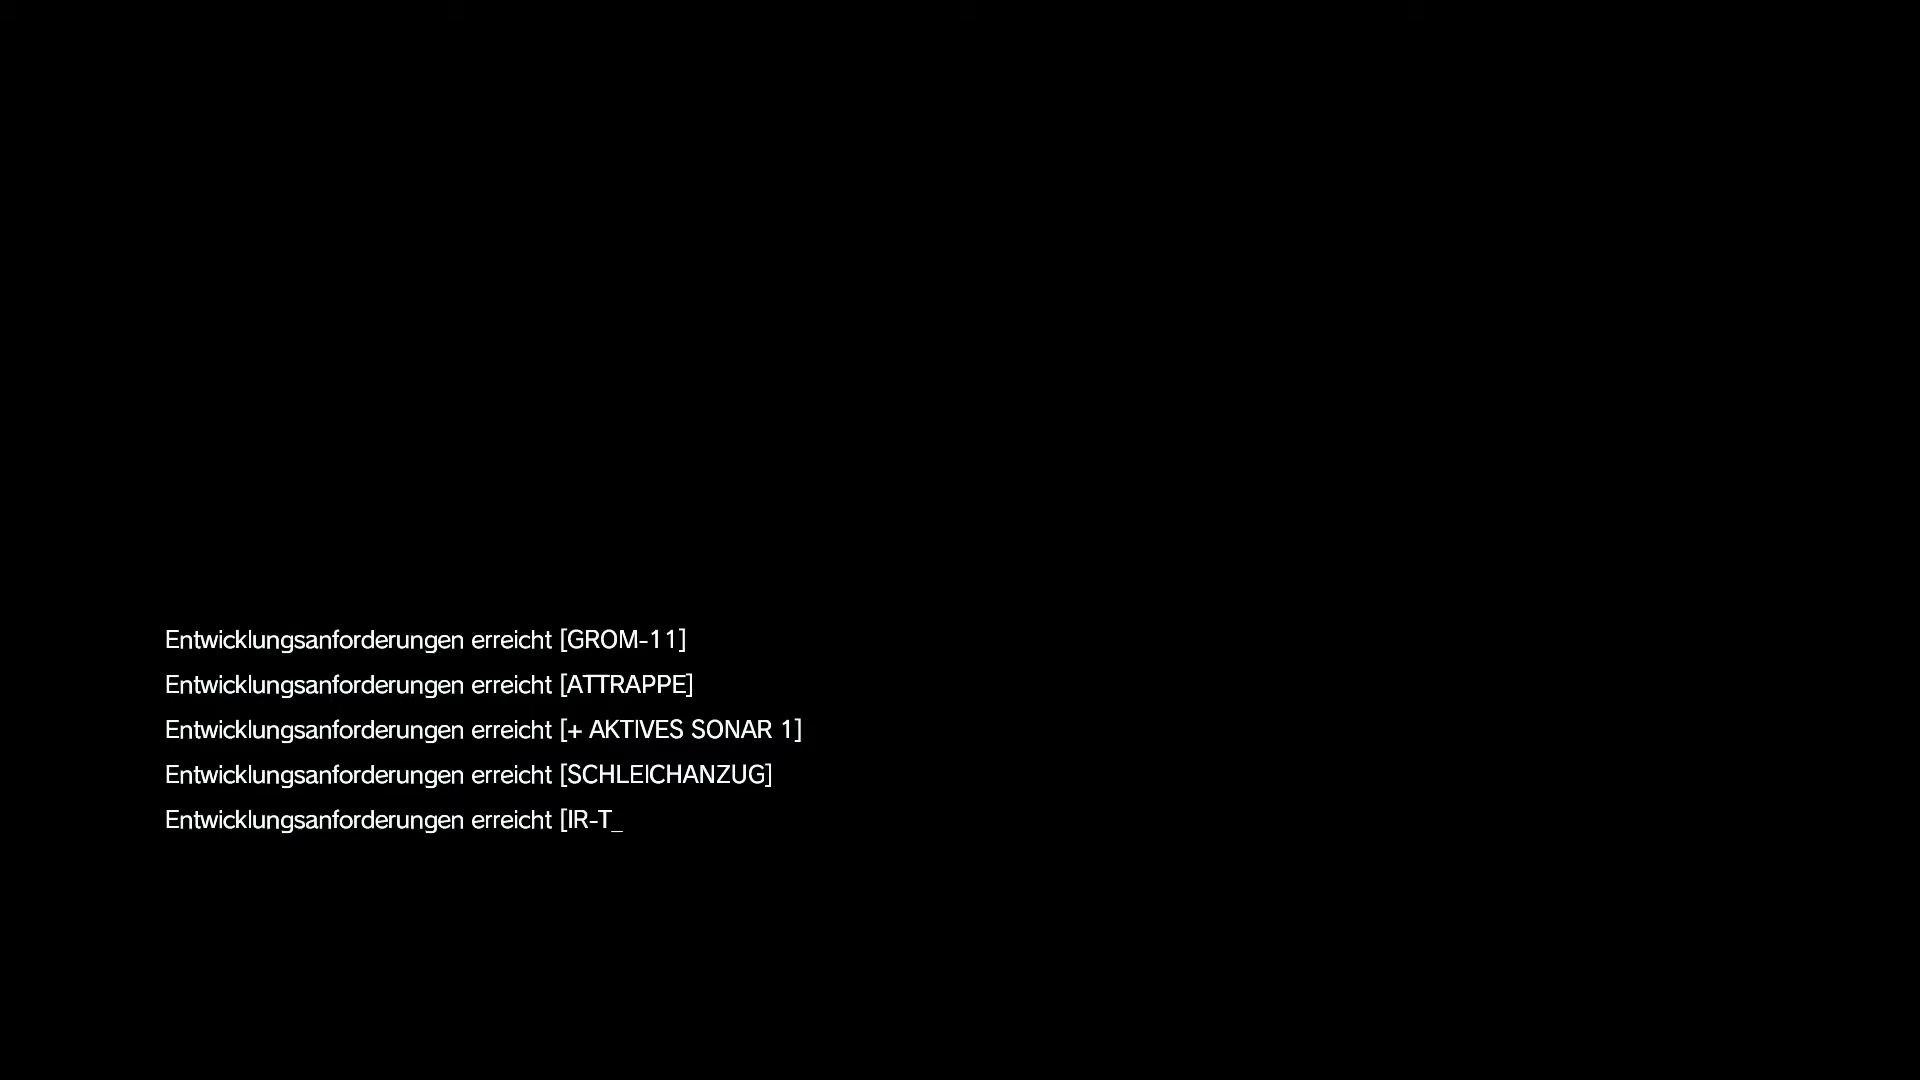 Entwicklungsanforderungen erreicht [GROM-11]
Entwicklungsanforderungen erreicht [ATTRAPPE]
Entwicklungsanforderungen erreicht [+ AKTIVES SONAR 1]
Entwicklungsanforderungen erreicht [SCHLEICHANZUG]
Entwicklungsanforderungen erreicht [IR-T_